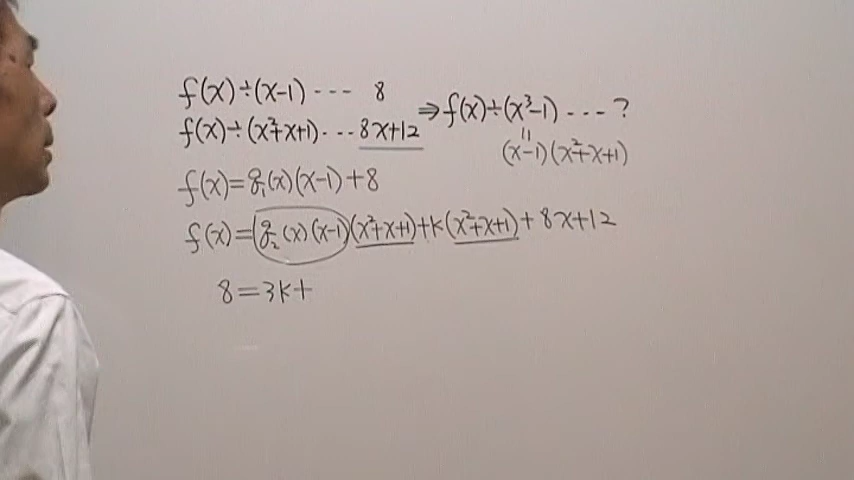 f(x)÷(x-1) --- 8
f(x)÷(x²+x+1)---8x+12
⇒f(x)÷(x³-1) ---?
=
(x-1)(x²+x+1)
f(x)=g₁(x)(x-1)+8
f(x)=(g₂(x)(x-1)(x²+x+1)+k(x²+x+1)+8x+12
8=3k+